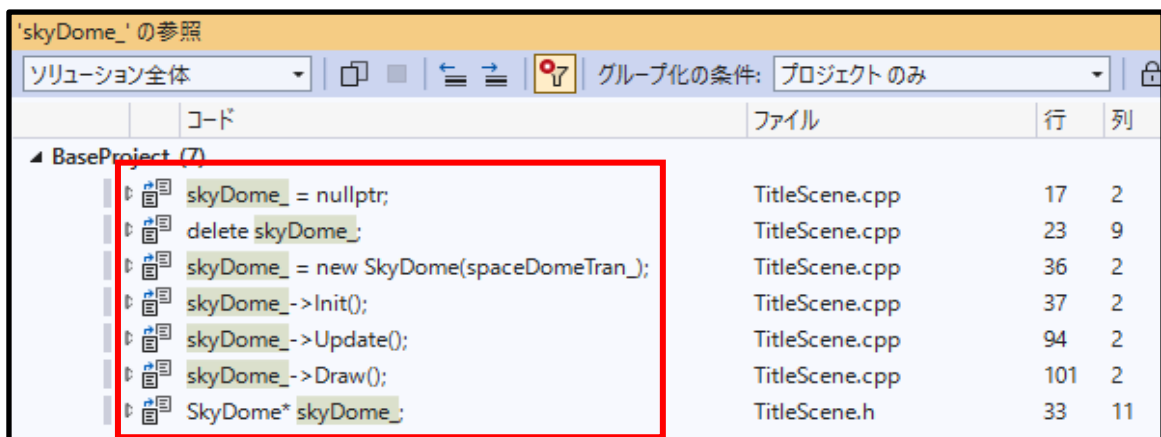 'skyDome_' の参照
ソリューション全体 グループ化の条件: プロジェクト のみ
コード ファイル 行 列
BaseProject (7)
skyDome_ = nullptr; TitleScene.cpp 17 2
delete skyDome_; TitleScene.cpp 23 9
skyDome_ = new SkyDome(spaceDomeTran_); TitleScene.cpp 36 2
skyDome_->Init(); TitleScene.cpp 37 2
skyDome_->Update(); TitleScene.cpp 94 2
skyDome_->Draw(); TitleScene.cpp 101 2
SkyDome* skyDome_; TitleScene.h 33 11